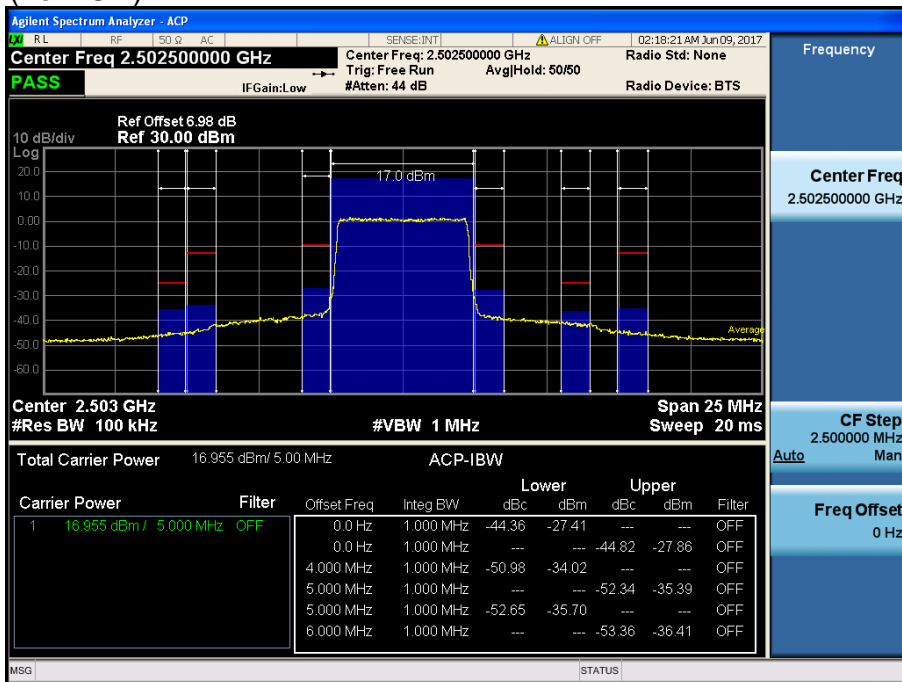 Agilent Spectrum Analyzer - ACP
LXI RL RF 50 Ω AC SENSE:INT ALIGN OFF 02:18:21 AM Jun 09, 2017
Center Freq 2.502500000 GHz
Center Freq: 2.502500000 GHz
Radio Std: None
Trig: Free Run Avg|Hold: 50/50
PASS
IFGain:Low
#Atten: 44 dB
Radio Device: BTS
Ref Offset 6.98 dB
10 dB/div Ref 30.00 dBm
Log
20.0
17.0 dBm
10.0
0.00
-10.0
-20.0
-30.0
-40.0
Average
-50.0
-60.0
Center 2.503 GHz Span 25 MHz
#Res BW 100 kHz #VBW 1 MHz Sweep 20 ms
Total Carrier Power 16.955 dBm/ 5.00 MHz ACP-IBW
Lower Upper
Carrier Power Filter Offset Freq Integ BW dBc dBm dBc dBm Filter
1 16.955 dBm / 5.000 MHz OFF 0.0 Hz 1.000 MHz -44.36 -27.41 --- --- OFF
0.0 Hz 1.000 MHz --- --- -44.82 -27.86 OFF
4.000 MHz 1.000 MHz -50.98 -34.02 --- --- OFF
5.000 MHz 1.000 MHz --- --- -52.34 -35.39 OFF
5.000 MHz 1.000 MHz -52.65 -35.70 --- --- OFF
6.000 MHz 1.000 MHz --- --- -53.36 -36.41 OFF
MSG STATUS
Frequency
Center Freq
2.502500000 GHz
CF Step
2.500000 MHz
Auto Man
Freq Offset
0 Hz